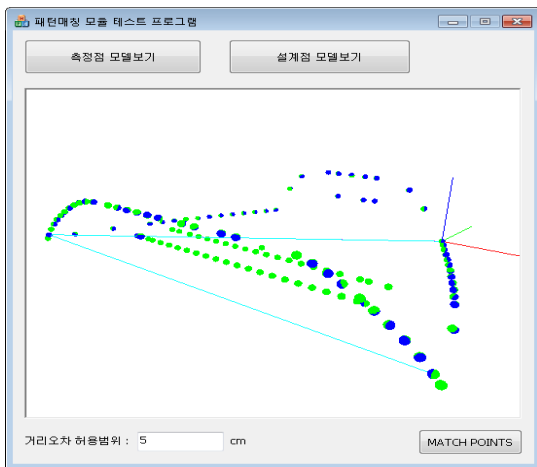 패턴매칭 모듈 테스트 프로그램
측정점 모델보기
설계점 모델보기
거리오차 허용범위 : 5 cm
MATCH POINTS